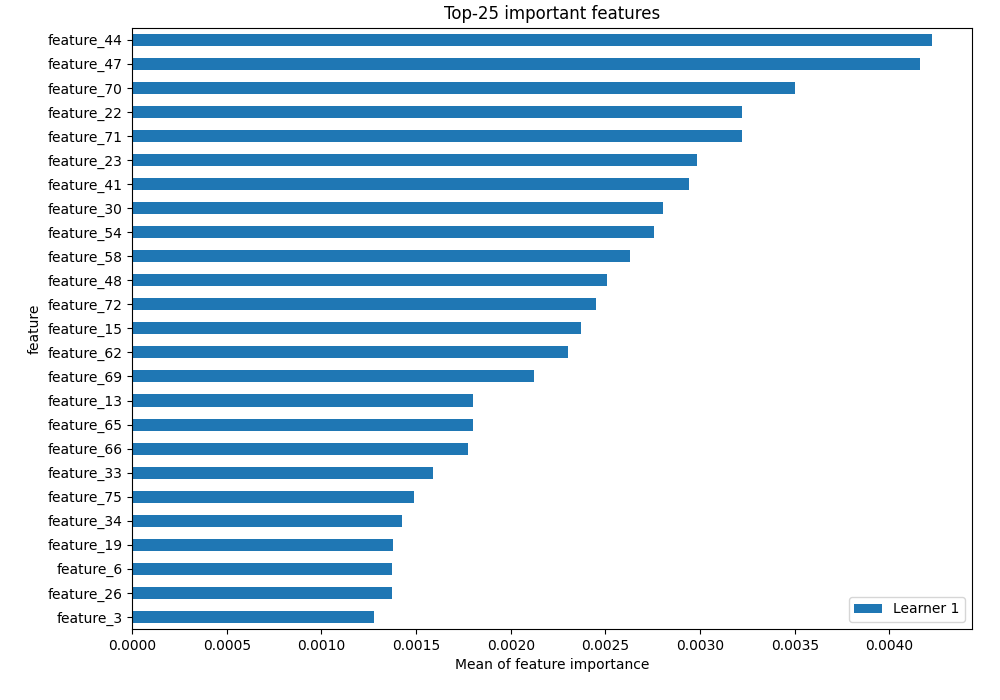 Top-25 important features
feature_44
feature_47
feature_70
feature_22
feature_71
feature_23
feature_41
feature_30
feature_54
feature_58
feature_48
feature_72
feature_15
feature_62
feature_69
feature_13
feature_65
feature_66
feature_33
feature_75
feature_34
feature_19
feature_6
feature_26
feature_3
feature
Learner 1
0.0000 0.0005 0.0010 0.0015 0.0020 0.0025 0.0030 0.0035 0.0040
Mean of feature importance